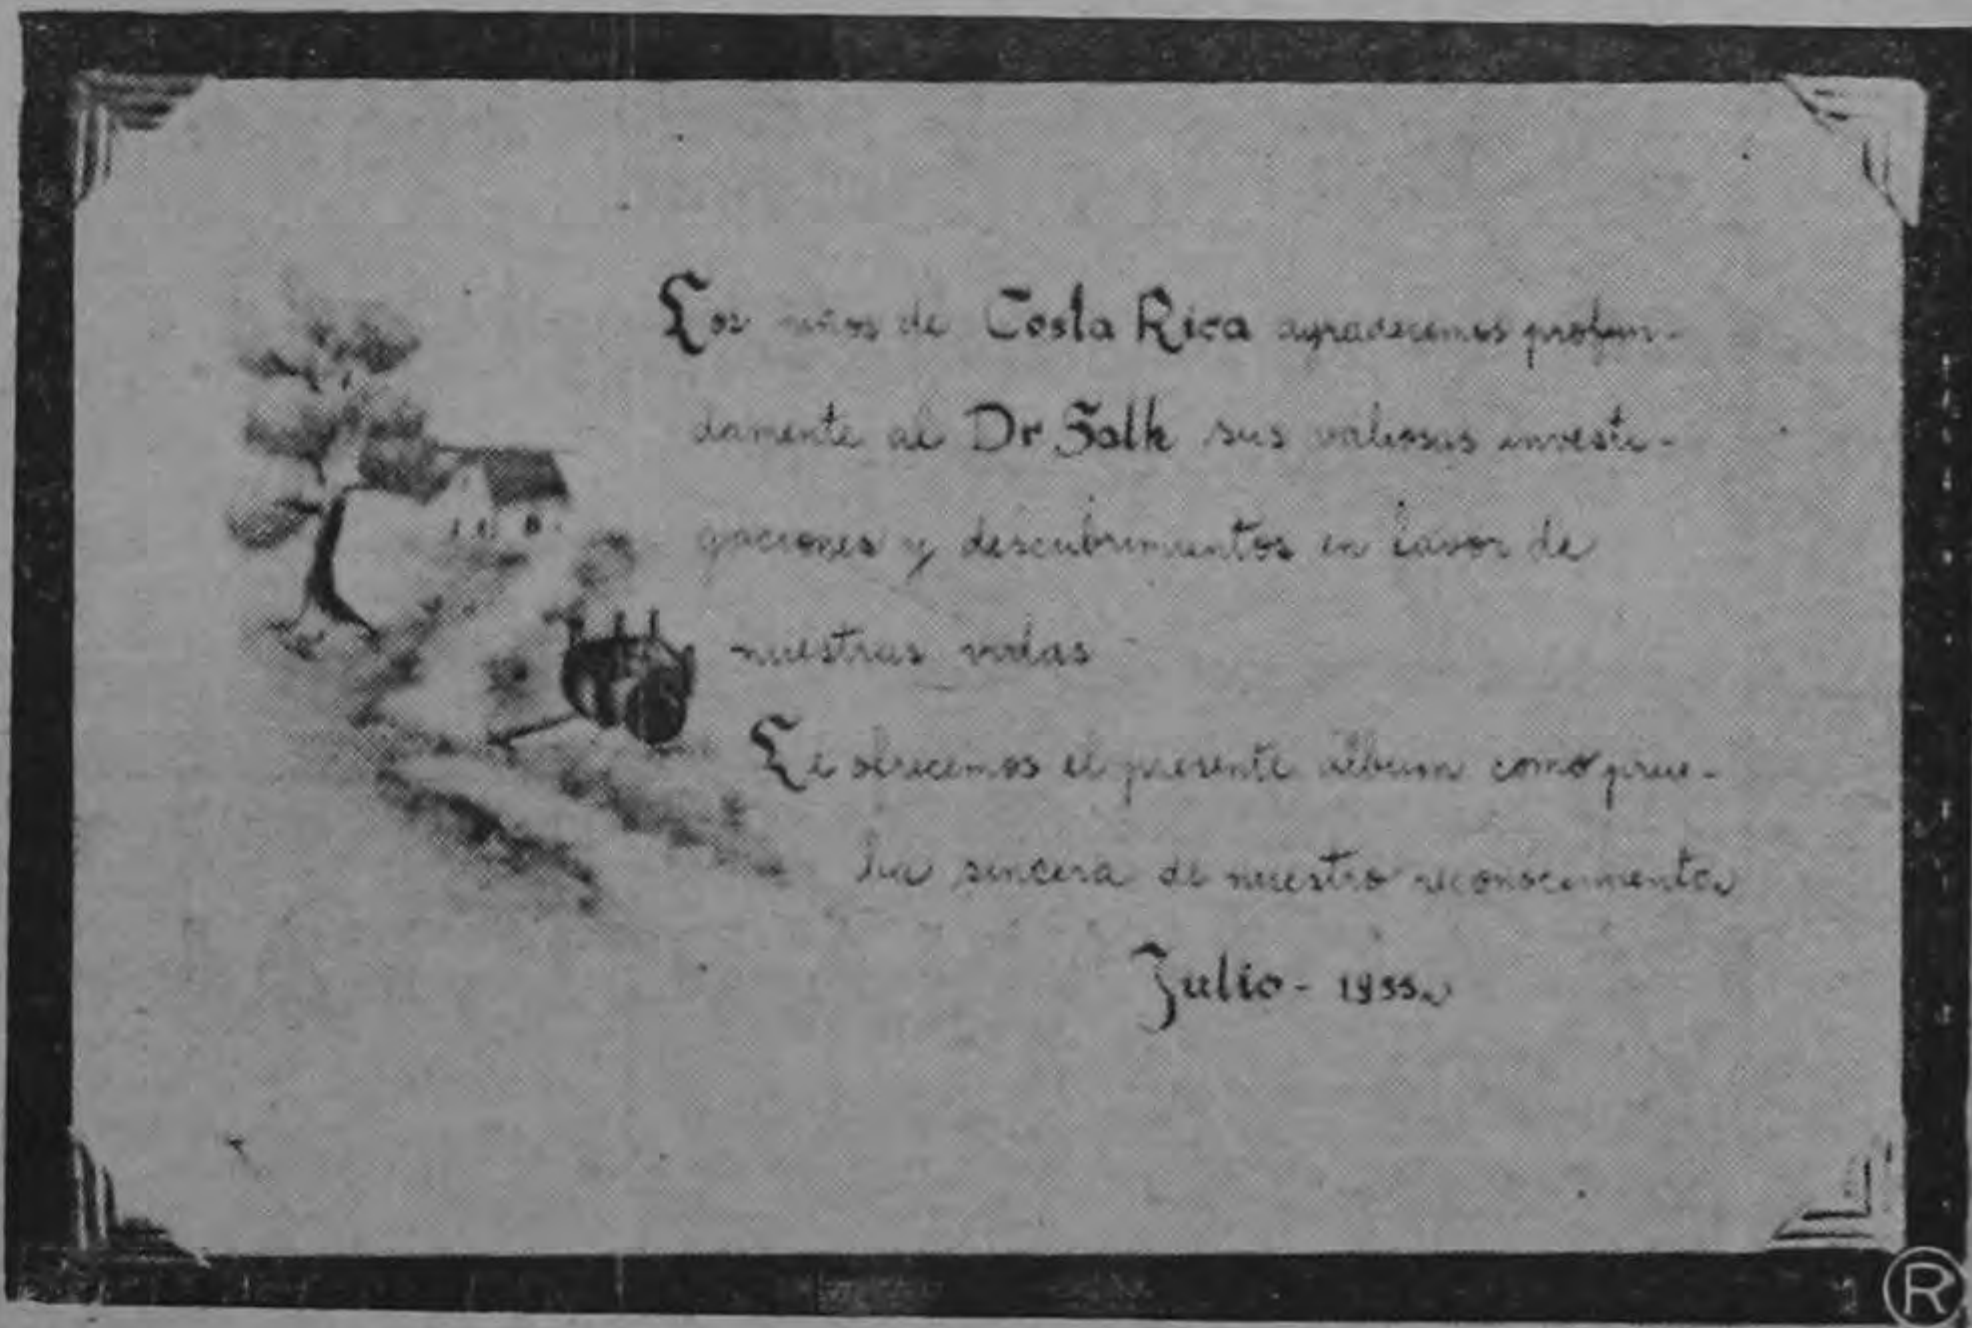 Los niños de Costa Rica agradecemos profun-
damente al Dr Salk sus valiosas investi-
gaciones y descubrimientos en favor de
nuestras vidas
Le ofrecemos el presente álbum como prue-
ba sincera de nuestro reconocimiento
Julio - 1955.
R